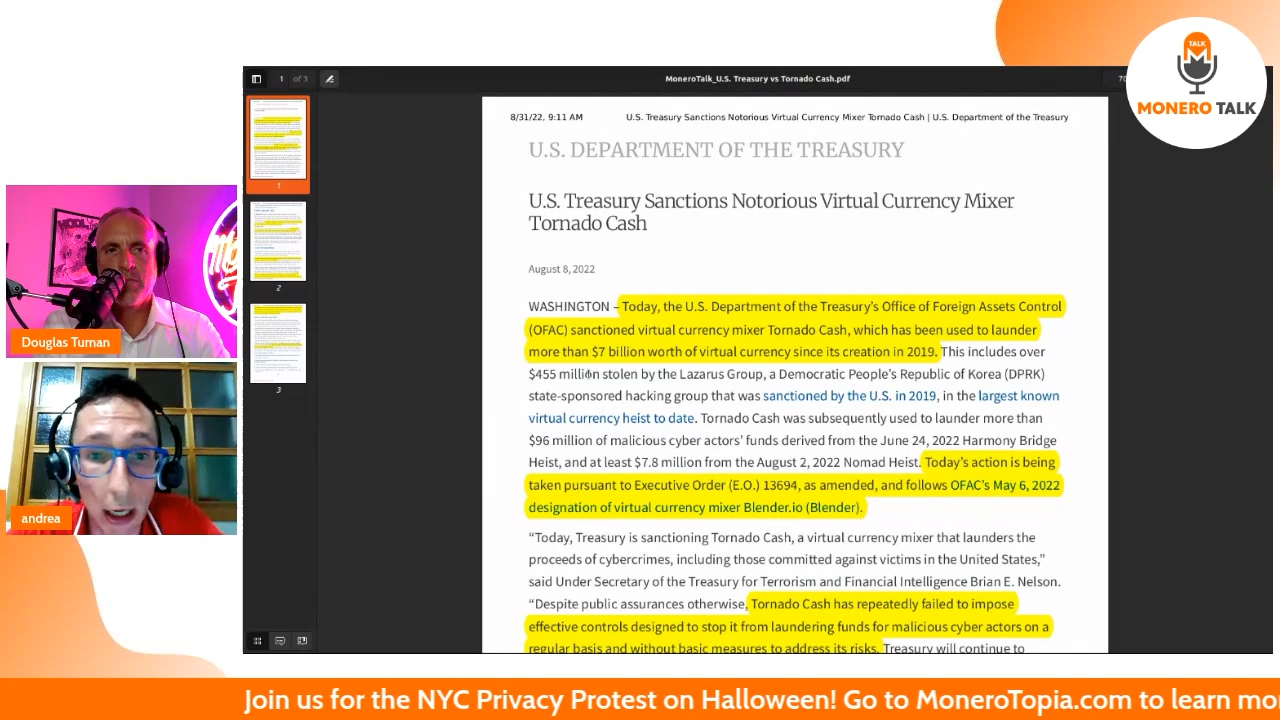 1 of 3
MoneroTalk_U.S. Treasury vs Tornado Cash.pdf
70
TALK
MONERO TALK
8/31/22, 9:11 AM
U.S. Treasury Sanctions Notorious Virtual Currency Mixer Tornado Cash | U.S. Department of the Treasury
U.S. DEPARTMENT OF THE TREASURY
U.S. Treasury Sanctions Notorious Virtual Currency Mixer
Tornado Cash
August 8, 2022
WASHINGTON – Today, the U.S. Department of the Treasury’s Office of Foreign Assets Control
(OFAC) sanctioned virtual currency mixer Tornado Cash, which has been used to launder
more than $7 billion worth of virtual currency since its creation in 2019. This includes over
million stolen by the Lazarus Group, a Democratic People’s Republic of Korea (DPRK)
state-sponsored hacking group that was sanctioned by the U.S. in 2019, in the largest known
virtual currency heist to date. Tornado Cash was subsequently used to launder more than
$96 million of malicious cyber actors’ funds derived from the June 24, 2022 Harmony Bridge
Heist, and at least $7.8 million from the August 2, 2022 Nomad Heist. Today’s action is being
taken pursuant to Executive Order (E.O.) 13694, as amended, and follows OFAC’s May 6, 2022
designation of virtual currency mixer Blender.io (Blender).
“Today, Treasury is sanctioning Tornado Cash, a virtual currency mixer that launders the
proceeds of cybercrimes, including those committed against victims in the United States,”
said Under Secretary of the Treasury for Terrorism and Financial Intelligence Brian E. Nelson.
“Despite public assurances otherwise, Tornado Cash has repeatedly failed to impose
effective controls designed to stop it from laundering funds for malicious cyber actors on a
regular basis and without basic measures to address its risks. Treasury will continue to
1
2
3
Douglas Tuman
andrea
Join us for the NYC Privacy Protest on Halloween! Go to MoneroTopia.com to learn mo